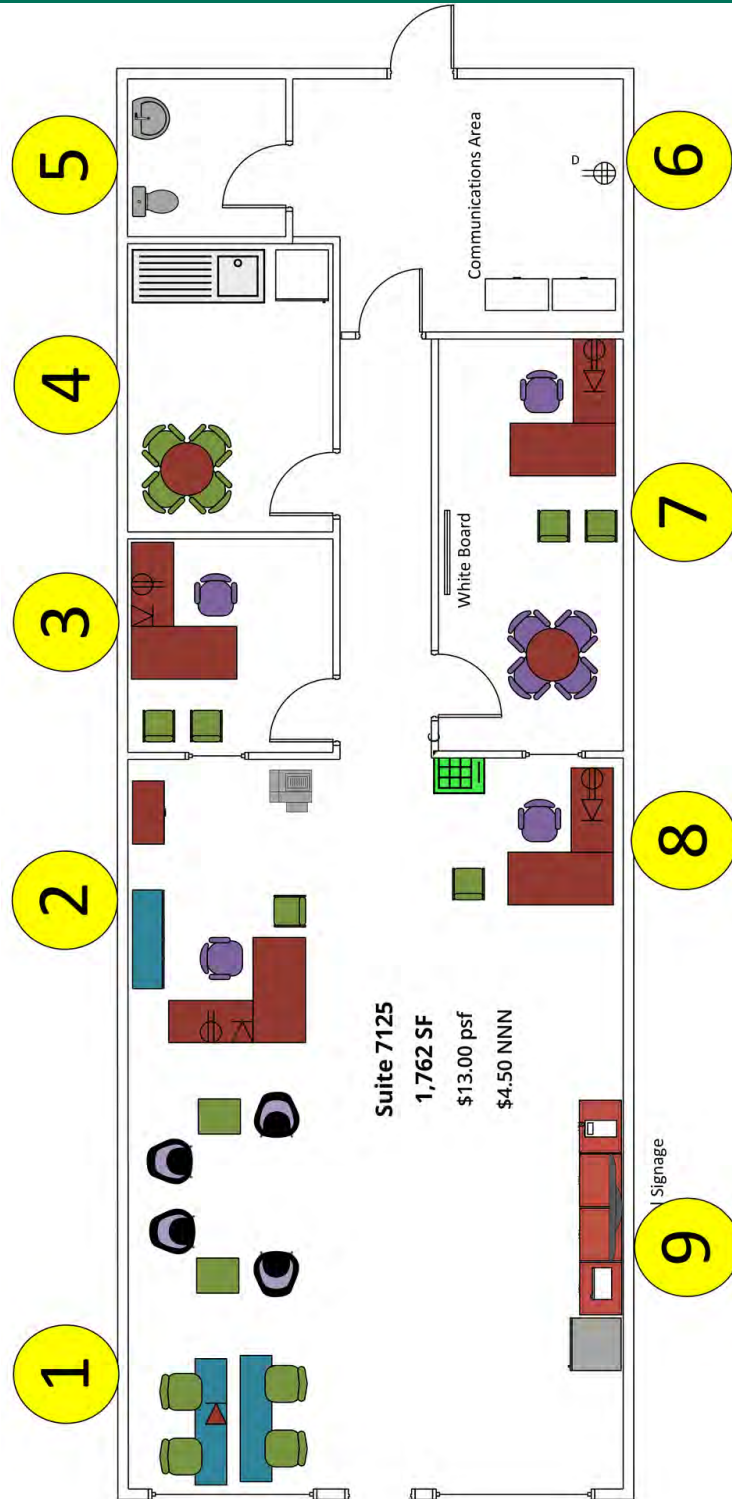 1
2
3
4
5
6
7
8
9
Communications Area
D
White Board
Suite 7125
1,762 SF
$13.00 psf
$4.50 NNN
Signage